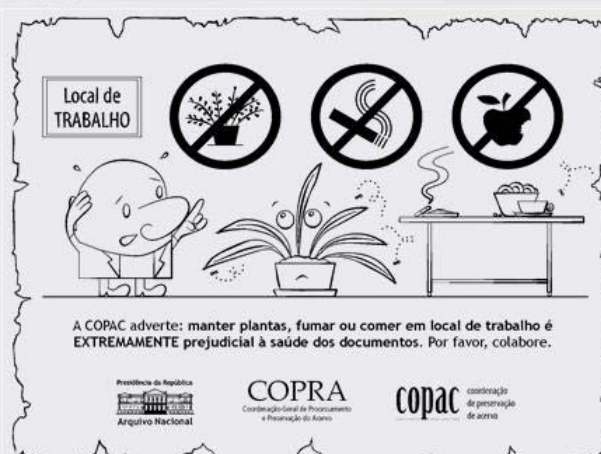 Local de
TRABALHO
A COPAC adverte: manter plantas, fumar ou comer em local de trabalho é
EXTREMAMENTE prejudicial à saúde dos documentos. Por favor, colabore.
Presidência da República
Arquivo Nacional
COPRA
Coordenação-Geral de Processamento
e Preservação do Acervo
copac
coordenação
de preservação
de acervo